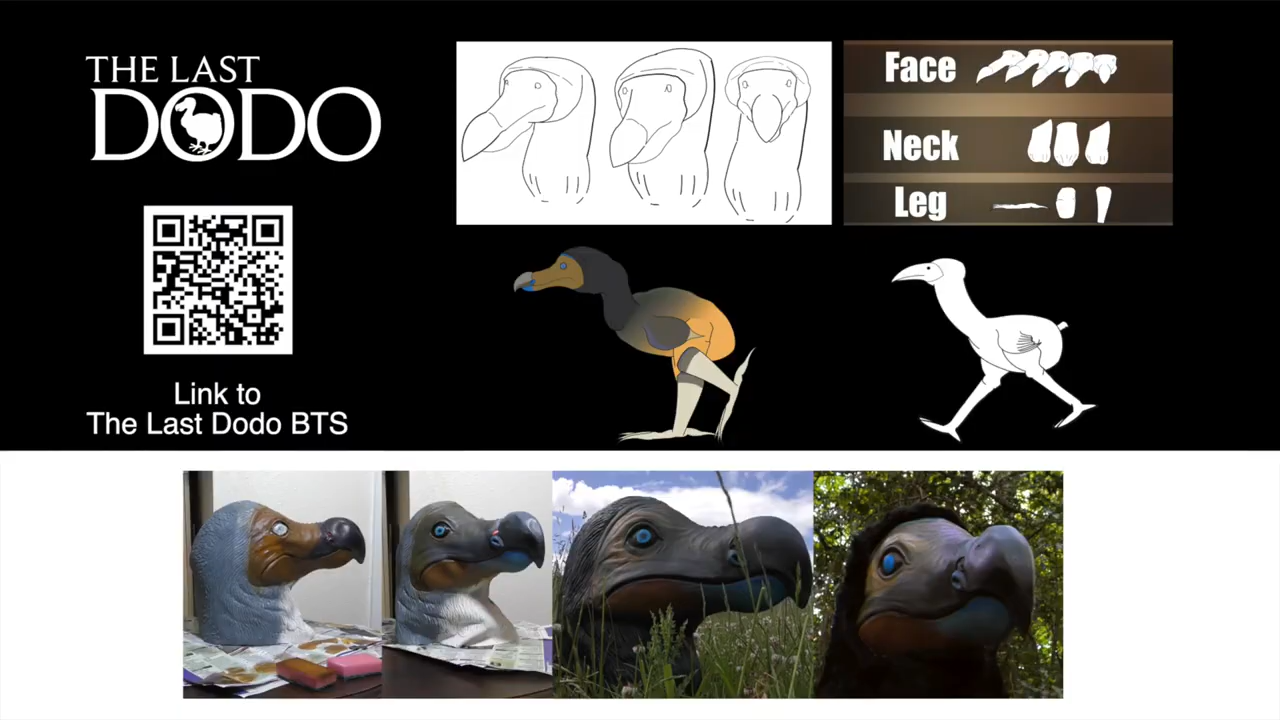 THE LAST
DODO
Link to
The Last Dodo BTS
Face
Neck
Leg